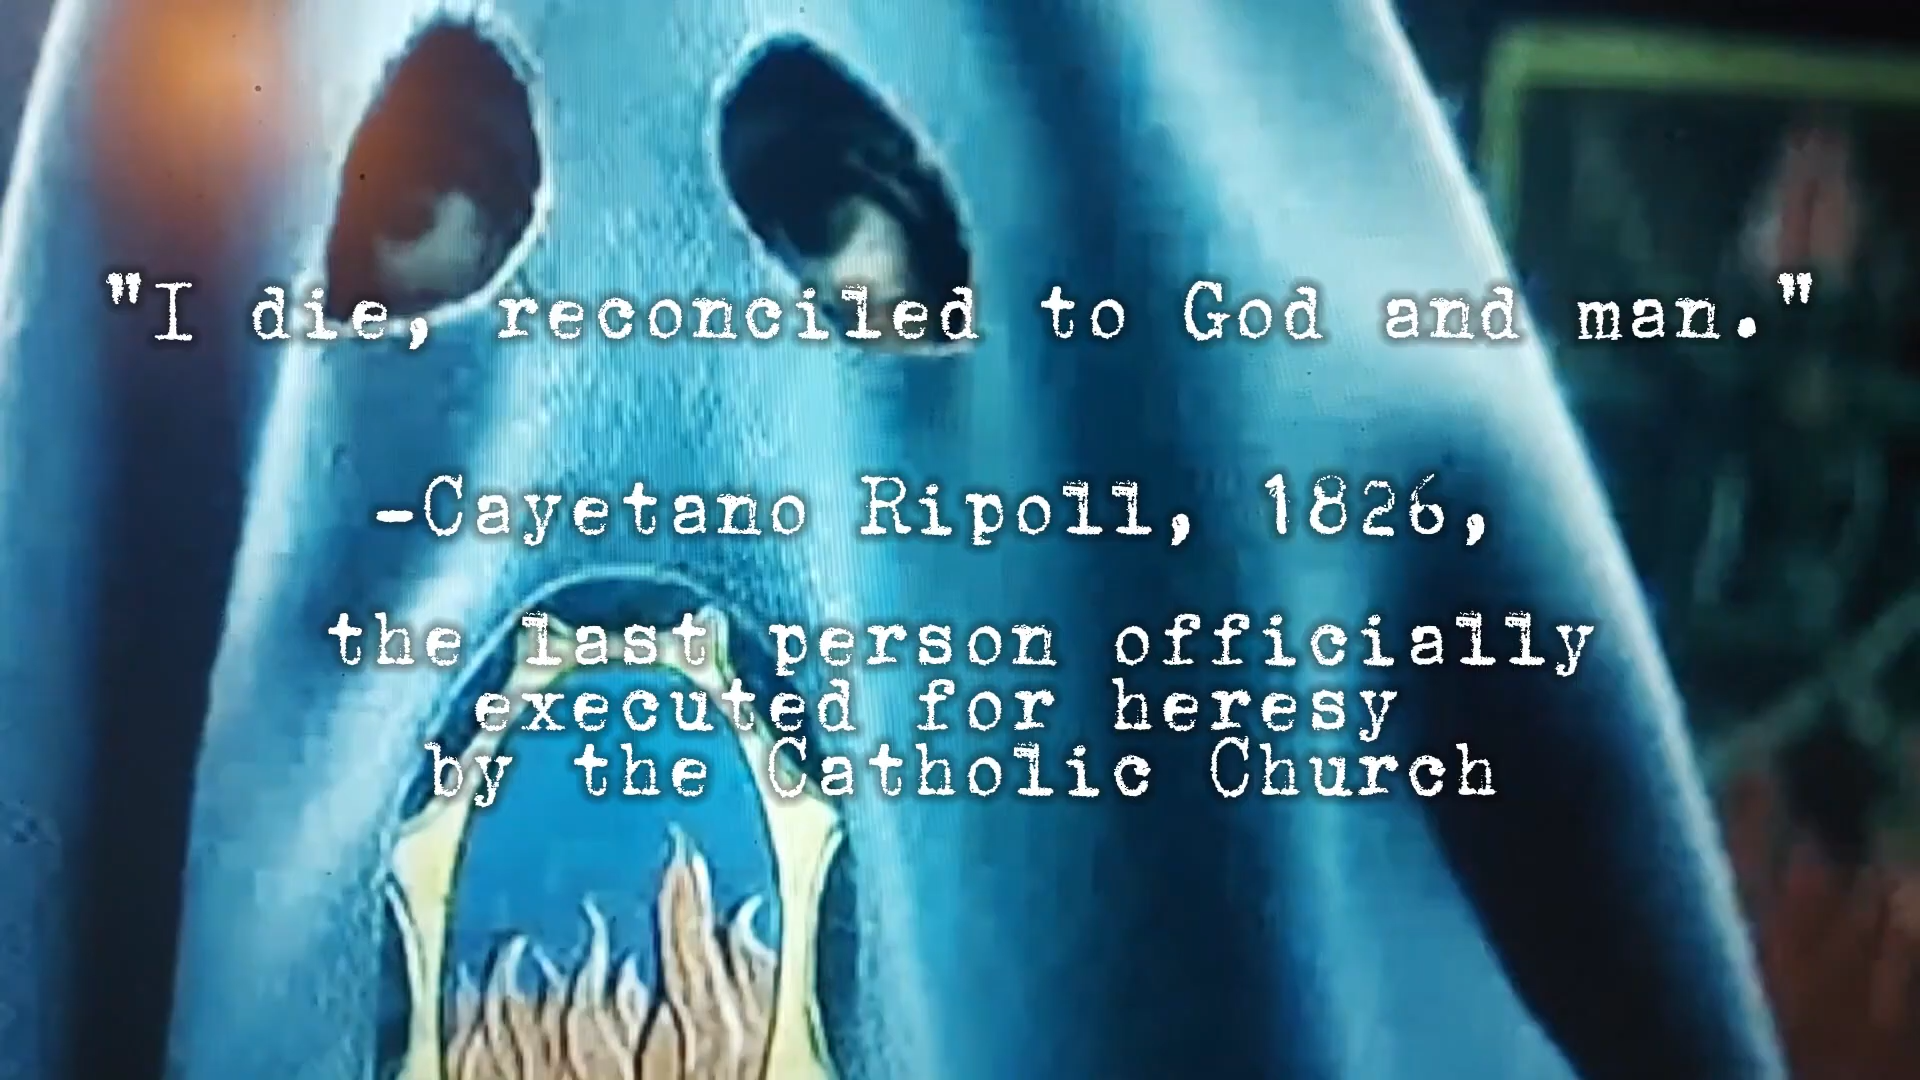 "I die, reconciled to God and man."
-Cayetano Ripoll, 1826,
the last person officially
executed for heresy
by the Catholic Church